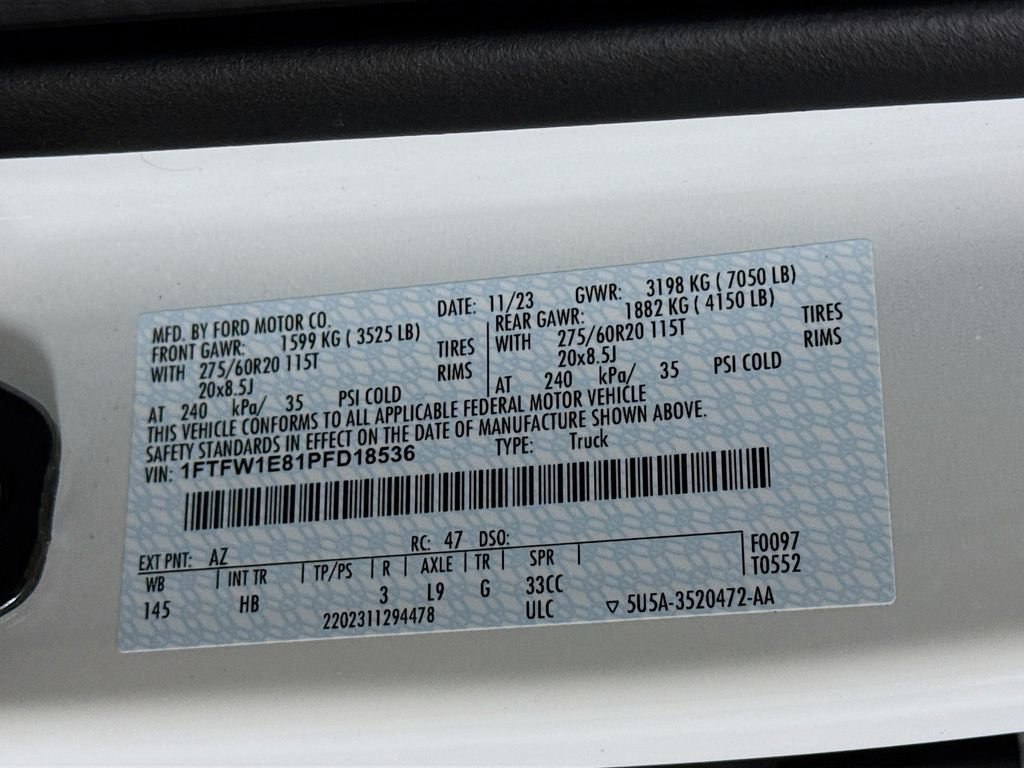 MFD. BY FORD MOTOR CO. DATE: 11/23 GVWR: 3198 KG ( 7050 LB)
FRONT GAWR: 1599 KG ( 3525 LB) REAR GAWR: 1882 KG ( 4150 LB)
WITH 275/60R20 115T TIRES WITH 275/60R20 115T TIRES
20x8.5J RIMS 20x8.5J RIMS
AT 240 kPa/ 35 PSI COLD AT 240 kPa/ 35 PSI COLD
THIS VEHICLE CONFORMS TO ALL APPLICABLE FEDERAL MOTOR VEHICLE
SAFETY STANDARDS IN EFFECT ON THE DATE OF MANUFACTURE SHOWN ABOVE.
VIN: 1FTFW1E81PFD18536 TYPE: Truck
EXT PNT: AZ RC: 47 DSO: F0097
WB INT TR TP/PS R AXLE TR SPR T0552
145 HB 3 L9 G 33CC
2202311294478 ULC ▽ 5U5A-3520472-AA